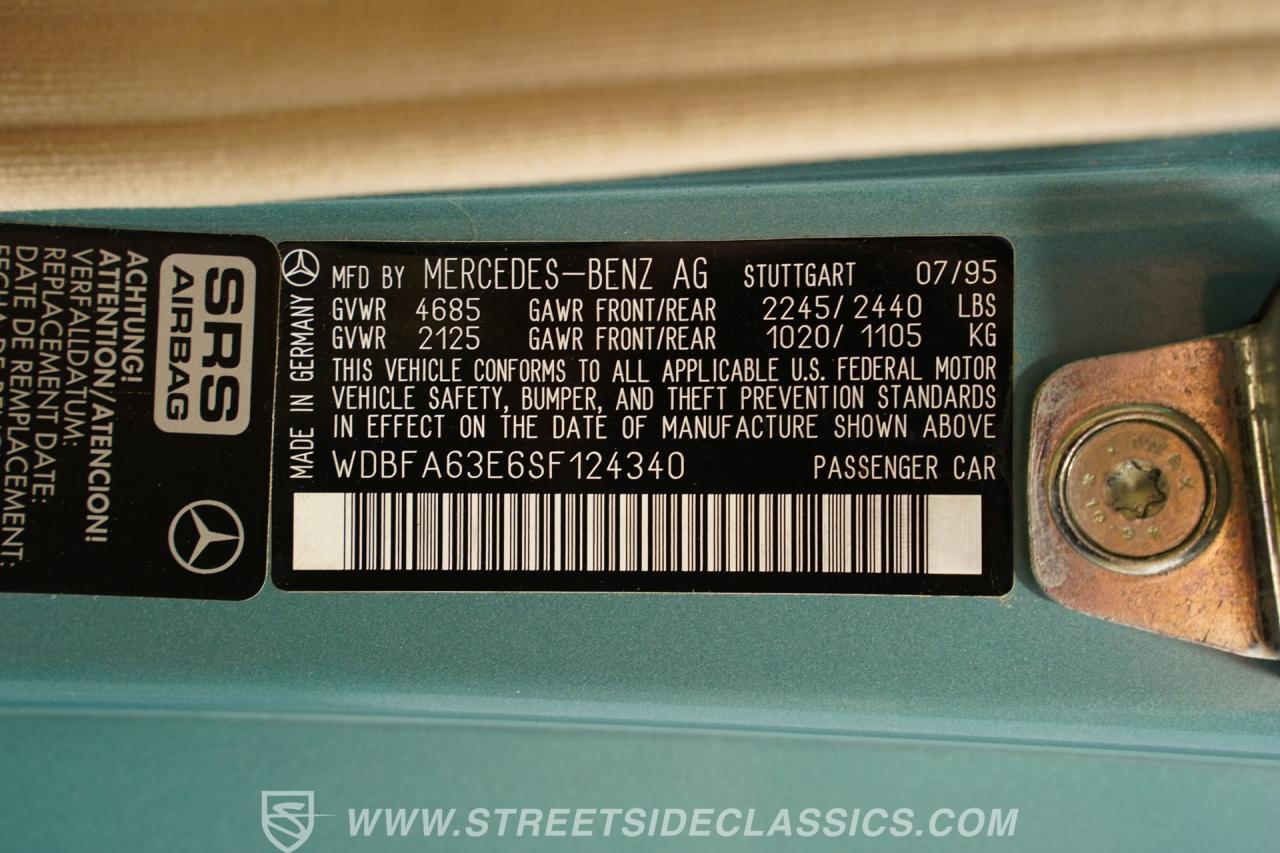 SRS
AIRBAG
ACHTUNG!
ATTENTION/ATENCION!
VERFALLDATUM:
REPLACEMENT DATE:
DATE DE REMPLACEMENT:
MADE IN GERMANY
MFD BY MERCEDES-BENZ AG STUTTGART 07/95
GVWR 4685 GAWR FRONT/REAR 2245/ 2440 LBS
GVWR 2125 GAWR FRONT/REAR 1020/ 1105 KG
THIS VEHICLE CONFORMS TO ALL APPLICABLE U.S. FEDERAL MOTOR
VEHICLE SAFETY, BUMPER, AND THEFT PREVENTION STANDARDS
IN EFFECT ON THE DATE OF MANUFACTURE SHOWN ABOVE
WDBFA63E6SF124340 PASSENGER CAR
WWW.STREETSIDECLASSICS.COM